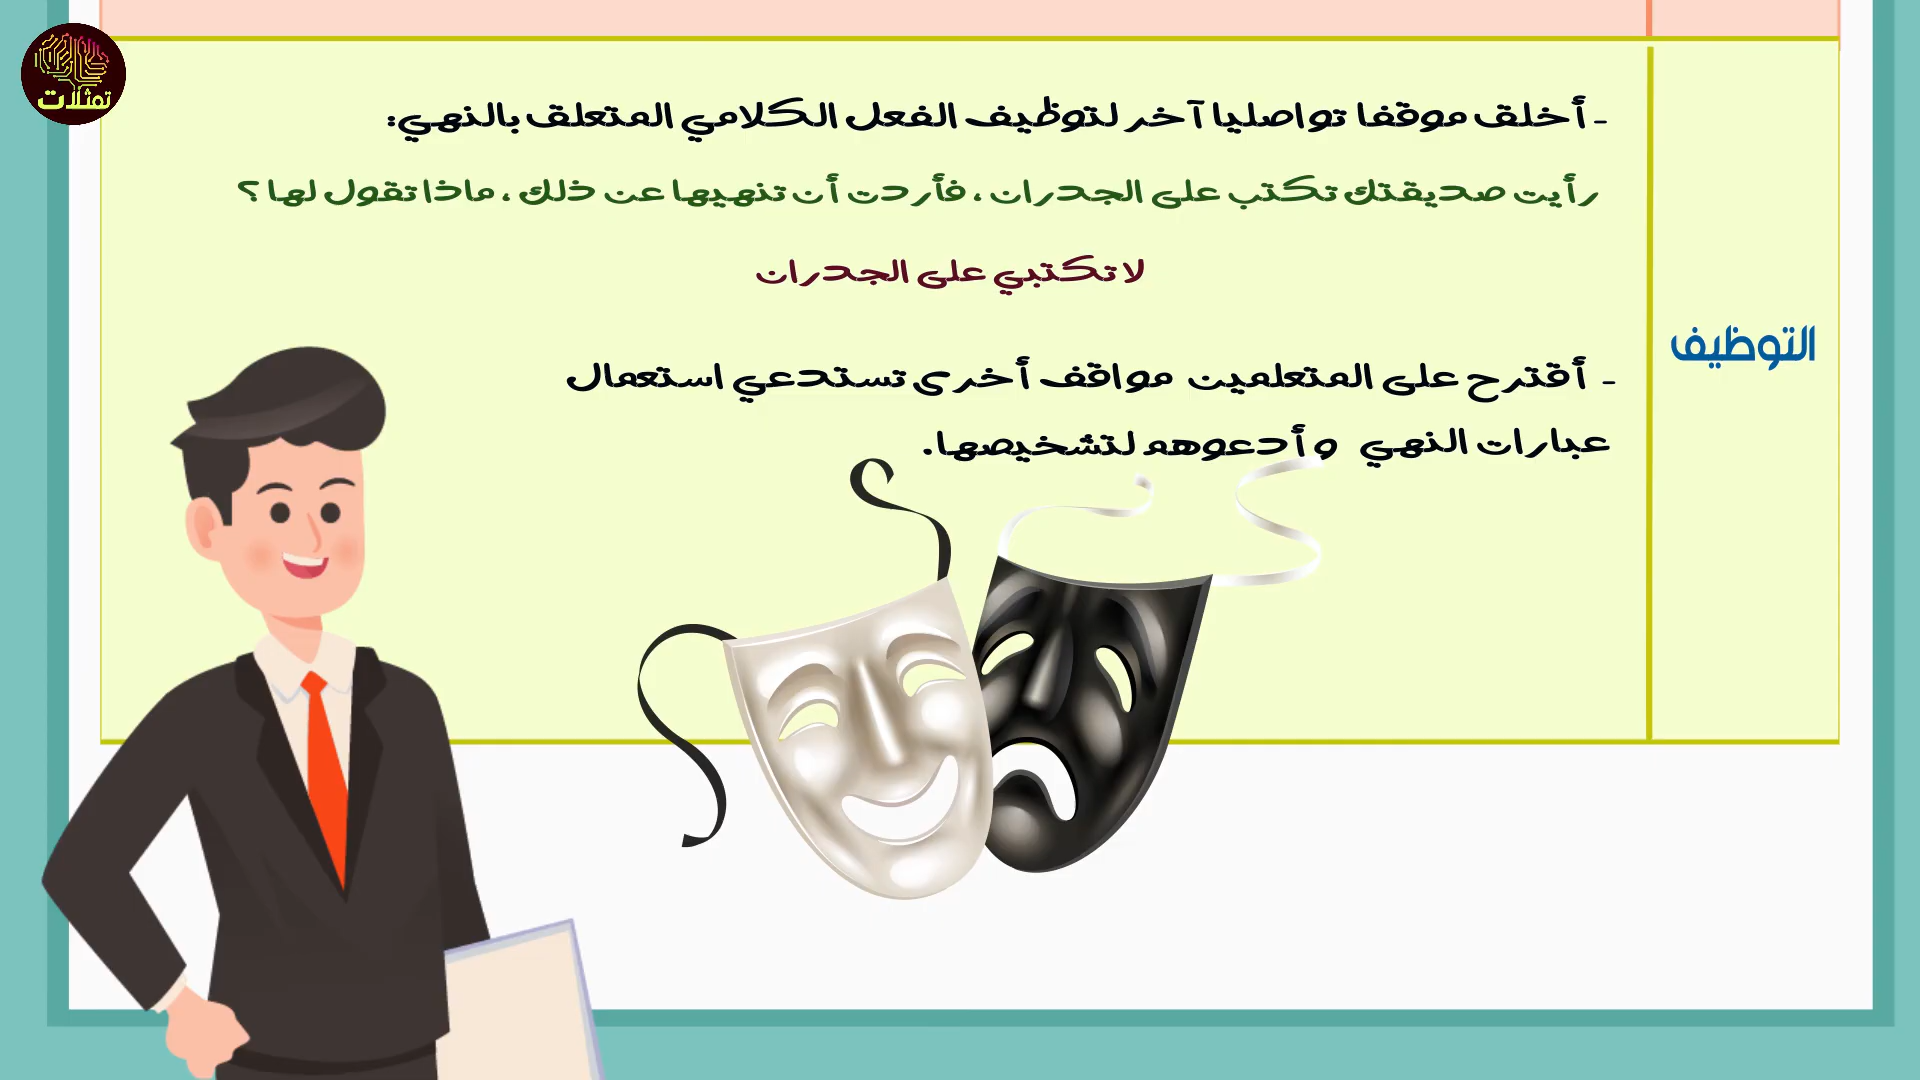 تمثلات
- أخلق موقفا تواصليا آخر لتوظيف الفعل الكلامي المتعلق بالنهي:
رأيت صديقتك تكتب على الجدران ، فأردت أن تنهيها عن ذلك ، ماذا تقول لها ؟
لا تكتبي على الجدران
التوظيف
- أقترح على المتعلمين مواقف أخرى تستدعي استعمال
عبارات النهي و أدعوهم لتشخيصها.